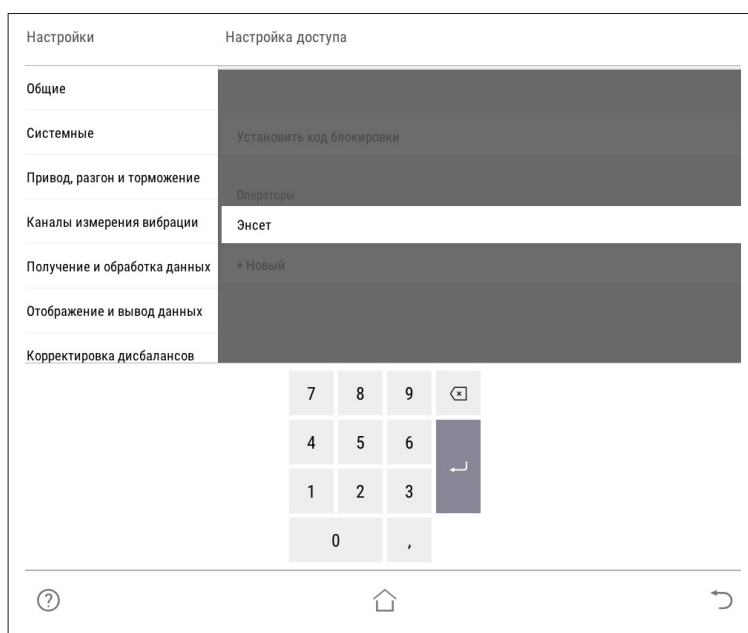 Настройки
Настройка доступа
Общие
Системные
Привод, разгон и торможение
Каналы измерения вибрации
Получение и обработка данных
Отображение и вывод данных
Корректировка дисбалансов
Установить код блокировки
Операторы
Энсет
+ Новый
7 8 9
4 5 6
1 2 3
0 ,
?